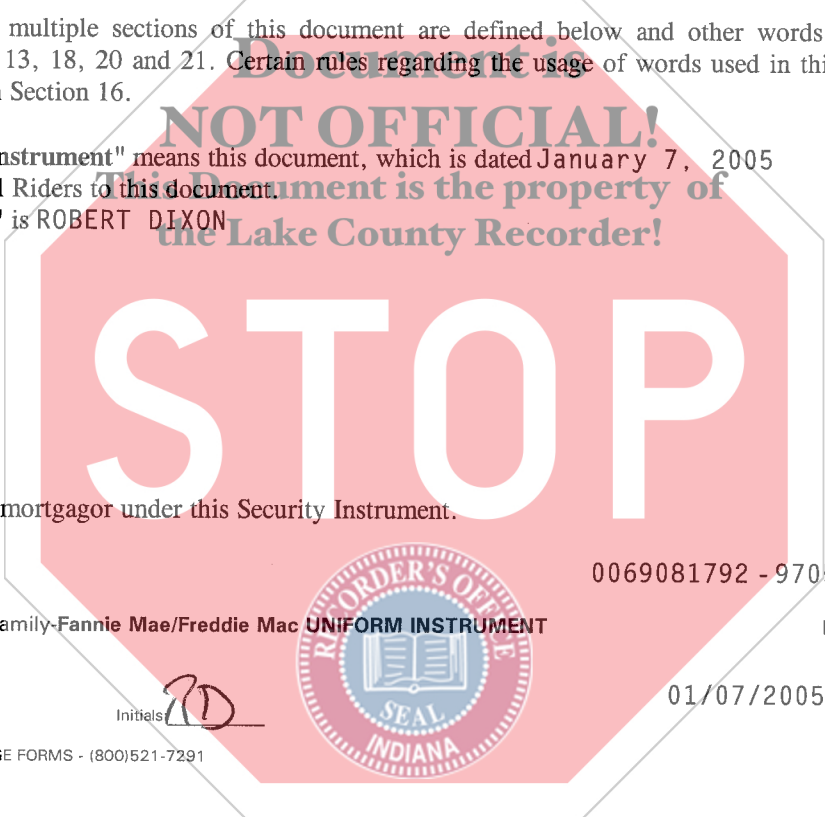 multiple sections of this document are defined below and other words
13, 18, 20 and 21. Certain rules regarding the usage of words used in thi
Section 16.
Document is
NOT OFFICIAL!
nstrument" means this document, which is dated January 7, 2005
Riders to this document.
This Document is the property of
" is ROBERT DIXON
the Lake County Recorder!
STOP
mortgagor under this Security Instrument.
0069081792 - 970
amily-Fannie Mae/Freddie Mac UNIFORM INSTRUMENT
RECORDER'S OFFICE
SEAL
INDIANA
Initials: RD
01/07/2005
GE FORMS - (800)521-7291